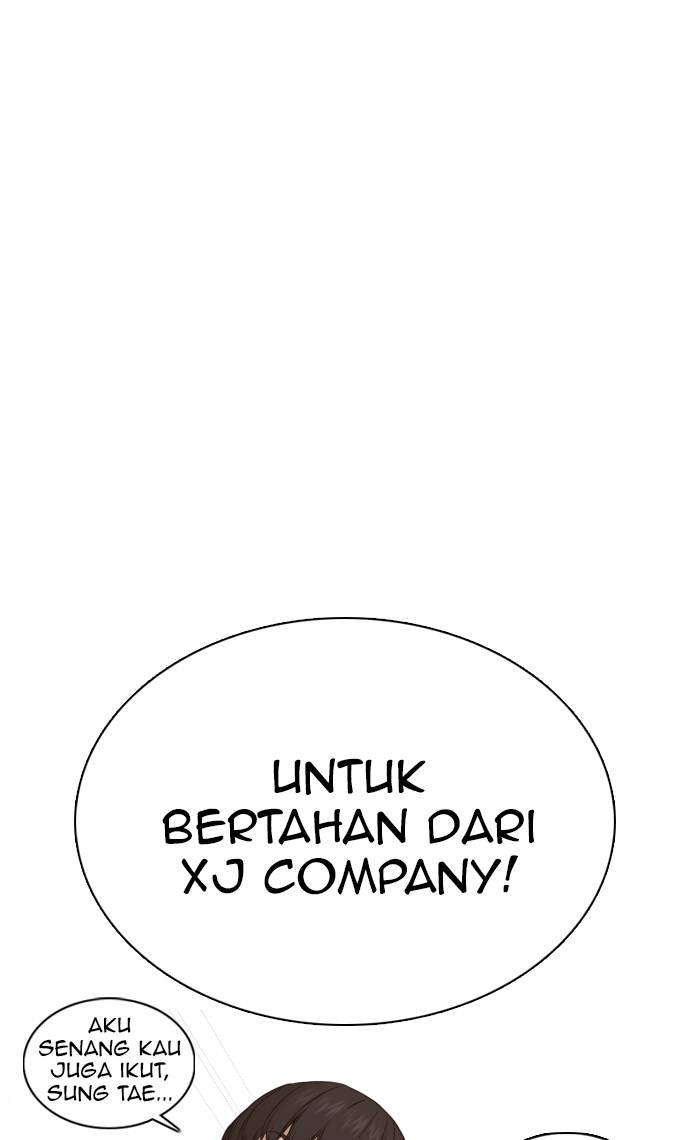 UNTUK
BERTAHAN DARI
XJ COMPANY!
AKU
SENANG KAU
JUGA IKUT,
SUNG TAE...